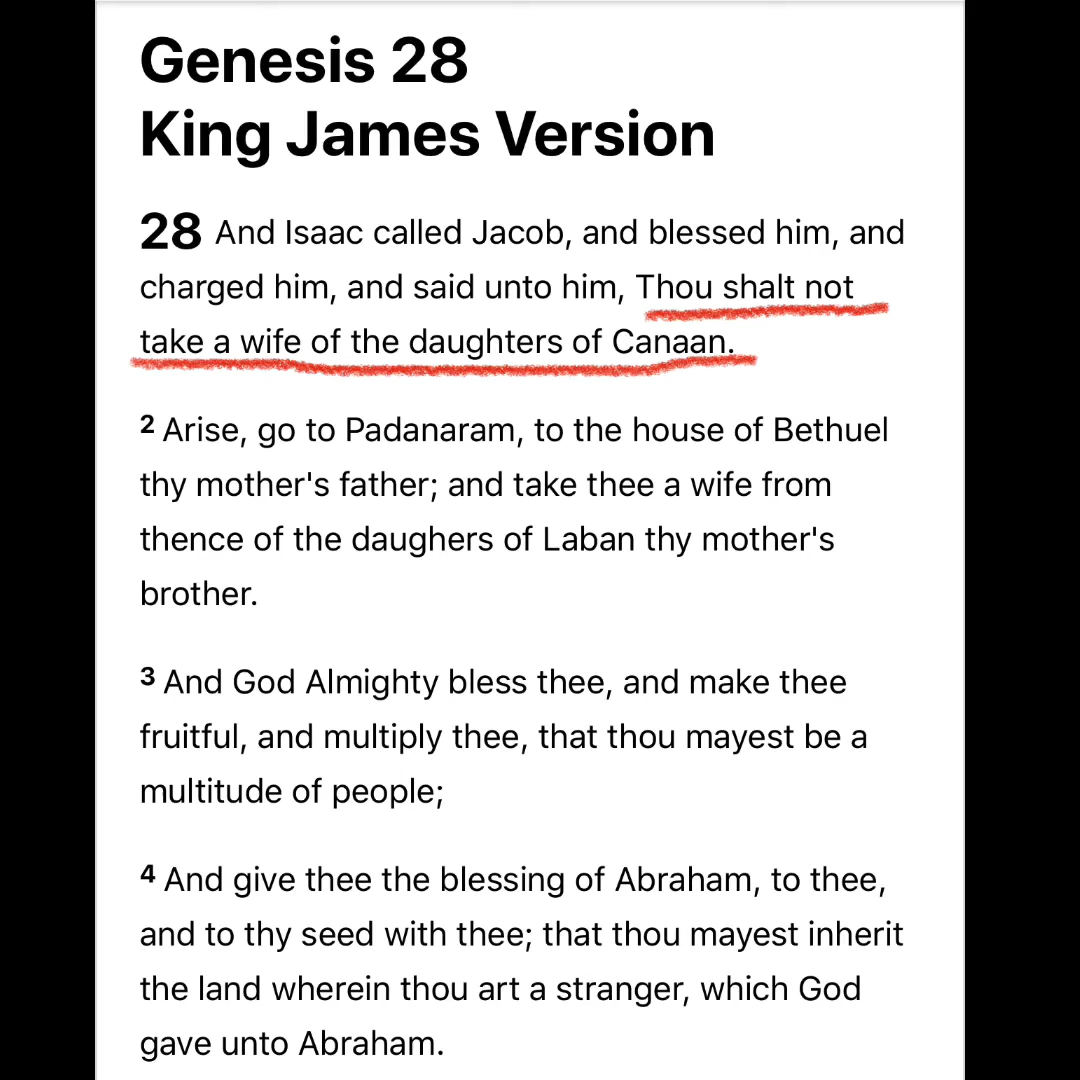 Genesis 28
King James Version
28 And Isaac called Jacob, and blessed him, and
charged him, and said unto him, Thou shalt not
take a wife of the daughters of Canaan.
2 Arise, go to Padanaram, to the house of Bethuel
thy mother's father; and take thee a wife from
thence of the daughers of Laban thy mother's
brother.
3 And God Almighty bless thee, and make thee
fruitful, and multiply thee, that thou mayest be a
multitude of people;
4 And give thee the blessing of Abraham, to thee,
and to thy seed with thee; that thou mayest inherit
the land wherein thou art a stranger, which God
gave unto Abraham.